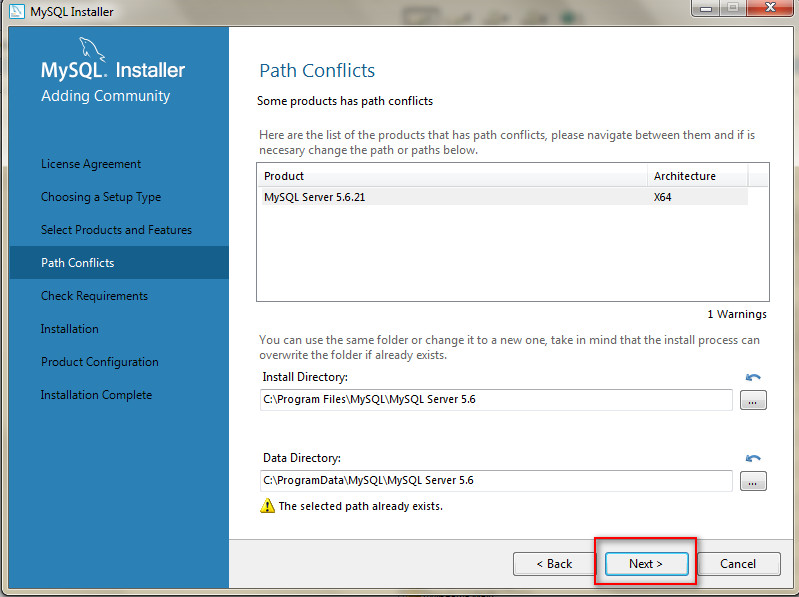 MySQL Installer
MySQL. Installer
Adding Community
License Agreement
Choosing a Setup Type
Select Products and Features
Path Conflicts
Check Requirements
Installation
Product Configuration
Installation Complete
Path Conflicts
Some products has path conflicts
Here are the list of the products that has path conflicts, please navigate between them and if is
necesary change the path or paths below.
Product Architecture
MySQL Server 5.6.21 X64
1 Warnings
You can use the same folder or change it to a new one, take in mind that the install process can
overwrite the folder if already exists.
Install Directory:
C:\Program Files\MySQL\MySQL Server 5.6
...
Data Directory:
C:\ProgramData\MySQL\MySQL Server 5.6
...
The selected path already exists.
< Back Next > Cancel